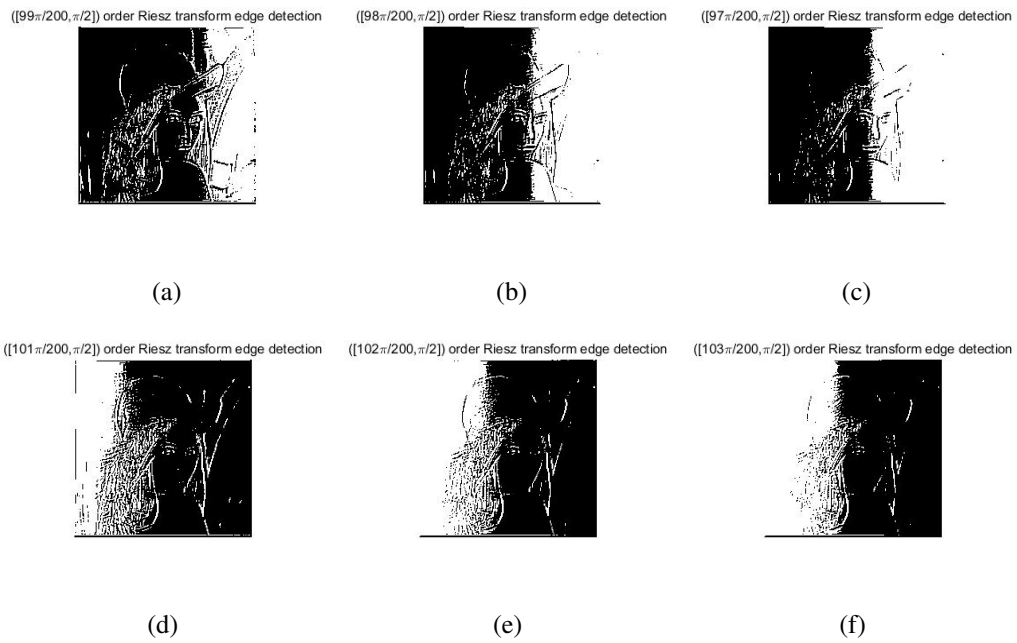 ([99π/200,π/2]) order Riesz transform edge detection
([98π/200,π/2]) order Riesz transform edge detection
([97π/200,π/2]) order Riesz transform edge detection
(a)
(b)
(c)
([101π/200,π/2]) order Riesz transform edge detection
([102π/200,π/2]) order Riesz transform edge detection
([103π/200,π/2]) order Riesz transform edge detection
(d)
(e)
(f)